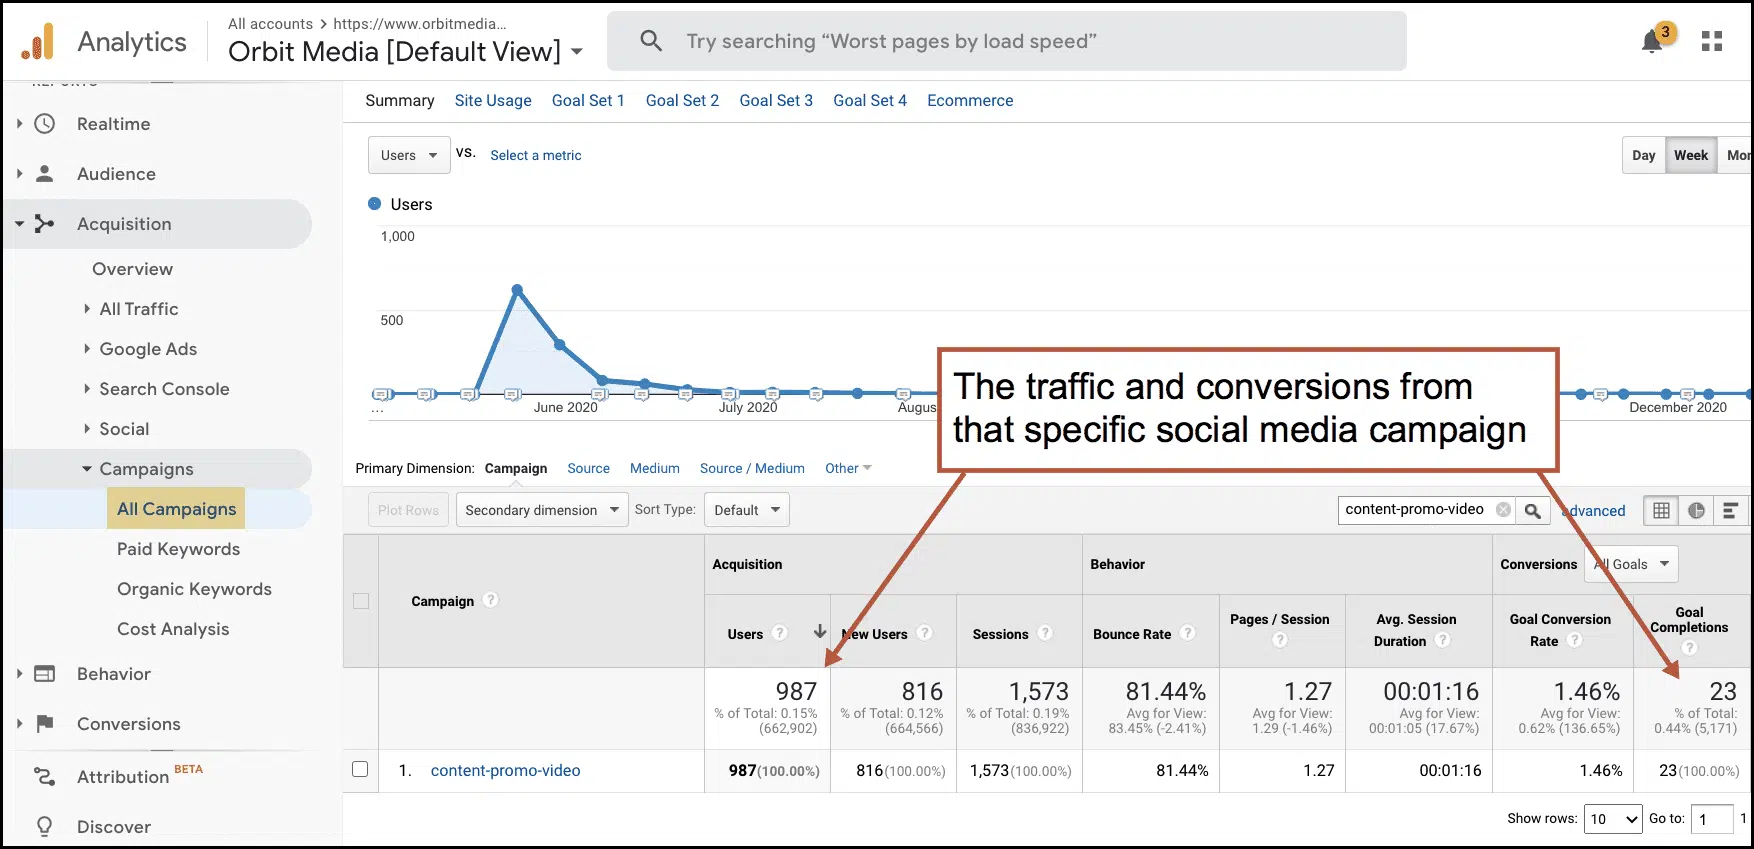 Analytics
All accounts > https://www.orbitmedia...
Orbit Media [Default View]
Try searching “Worst pages by load speed”
3
REPORTS
Realtime
Audience
Acquisition
Overview
All Traffic
Google Ads
Search Console
Social
Campaigns
All Campaigns
Paid Keywords
Organic Keywords
Cost Analysis
Behavior
Conversions
Attribution BETA
Discover
Summary Site Usage Goal Set 1 Goal Set 2 Goal Set 3 Goal Set 4 Ecommerce
Users vs. Select a metric
Day Week Mon
Users
1,000
500
... June 2020 July 2020 Augus December 2020
The traffic and conversions from
that specific social media campaign
Primary Dimension: Campaign Source Medium Source / Medium Other
Plot Rows Secondary dimension Sort Type: Default content-promo-video advanced
Acquisition Behavior Conversions All Goals
Campaign ?
Users ? New Users ? Sessions ? Bounce Rate ?
Pages / Session
?
Avg. Session
Duration ?
Goal Conversion
Rate ?
Goal
Completions
?
987 816 1,573 81.44% 1.27 00:01:16 1.46% 23
% of Total: 0.15% % of Total: 0.12% % of Total: 0.19% Avg for View: Avg for View: Avg for View: Avg for View: % of Total:
(662,902) (664,566) (836,922) 83.45% (-2.41%) 1.29 (-1.46%) 00:01:05 (17.67%) 0.62% (136.65%) 0.44% (5,171)
1. content-promo-video 987(100.00%) 816(100.00%) 1,573(100.00%) 81.44% 1.27 00:01:16 1.46% 23(100.00%)
Show rows: 10 Go to: 1 1